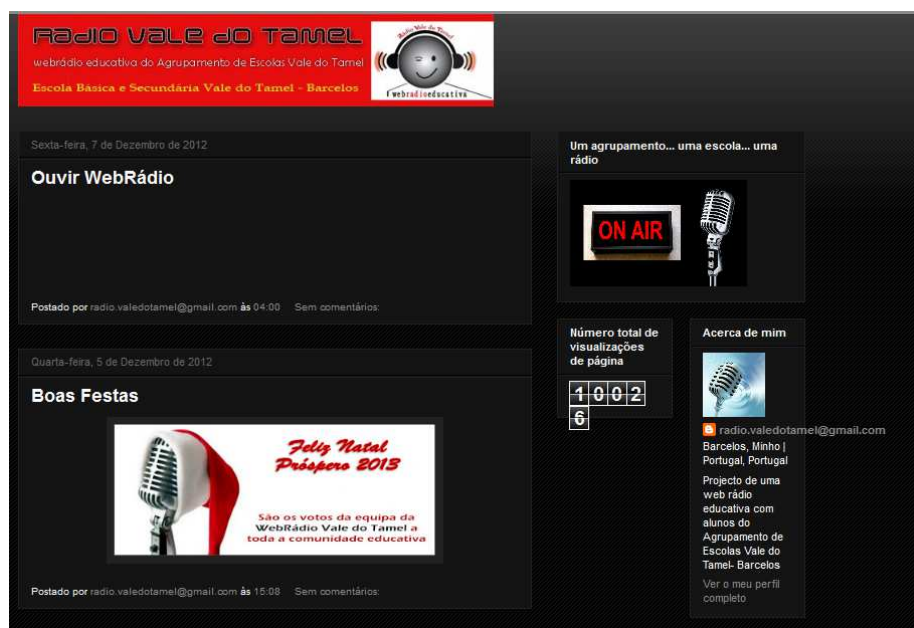 Radio Vale do Tamel
webrádio educativa do Agrupamento de Escolas Vale do Tamel
Escola Básica e Secundária Vale do Tamel - Barcelos
Rádio Vale do Tamel
webradioeducativa
Sexta-feira, 7 de Dezembro de 2012
Ouvir WebRádio
Postado por radio.valedotamel@gmail.com às 04:00 Sem comentários:
Quarta-feira, 5 de Dezembro de 2012
Boas Festas
Feliz Natal
Próspero 2013
São os votos da equipa da
WebRádio Vale do Tamel a
toda a comunidade educativa
Postado por radio.valedotamel@gmail.com às 15:08 Sem comentários:
Um agrupamento... uma escola... uma
rádio
ON AIR
Número total de
visualizações
de página
1002
6
Acerca de mim
radio.valedotamel@gmail.com
Barcelos, Minho |
Portugal, Portugal
Projecto de uma
web rádio
educativa com
alunos do
Agrupamento de
Escolas Vale do
Tamel- Barcelos
Ver o meu perfil
completo